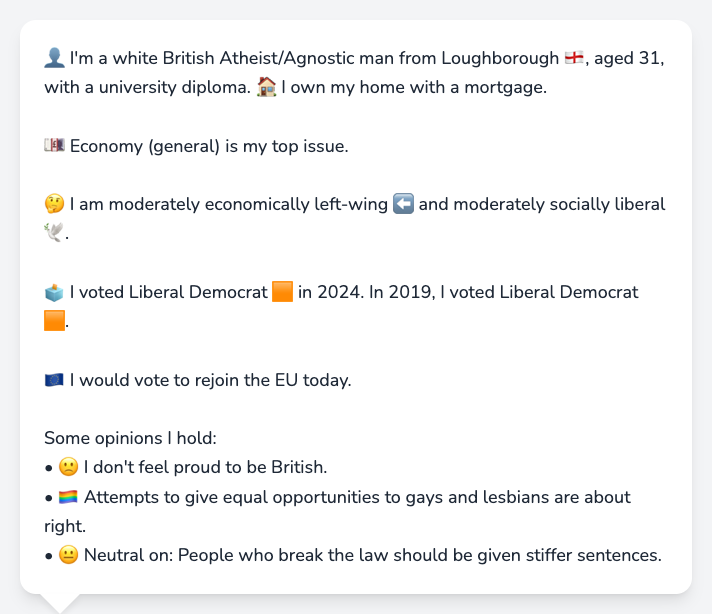 👤 I'm a white British Atheist/Agnostic man from Loughborough 🏴󠁧󠁢󠁥󠁮󠁧󠁿, aged 31,
with a university diploma. 🏠 I own my home with a mortgage.
💷 Economy (general) is my top issue.
🤔 I am moderately economically left-wing ⬅️ and moderately socially liberal
🕊️.
🗳️ I voted Liberal Democrat 🟧 in 2024. In 2019, I voted Liberal Democrat
🟧.
🇪🇺 I would vote to rejoin the EU today.
Some opinions I hold:
• 🙁 I don't feel proud to be British.
• 🏳️‍🌈 Attempts to give equal opportunities to gays and lesbians are about
right.
• 😐 Neutral on: People who break the law should be given stiffer sentences.